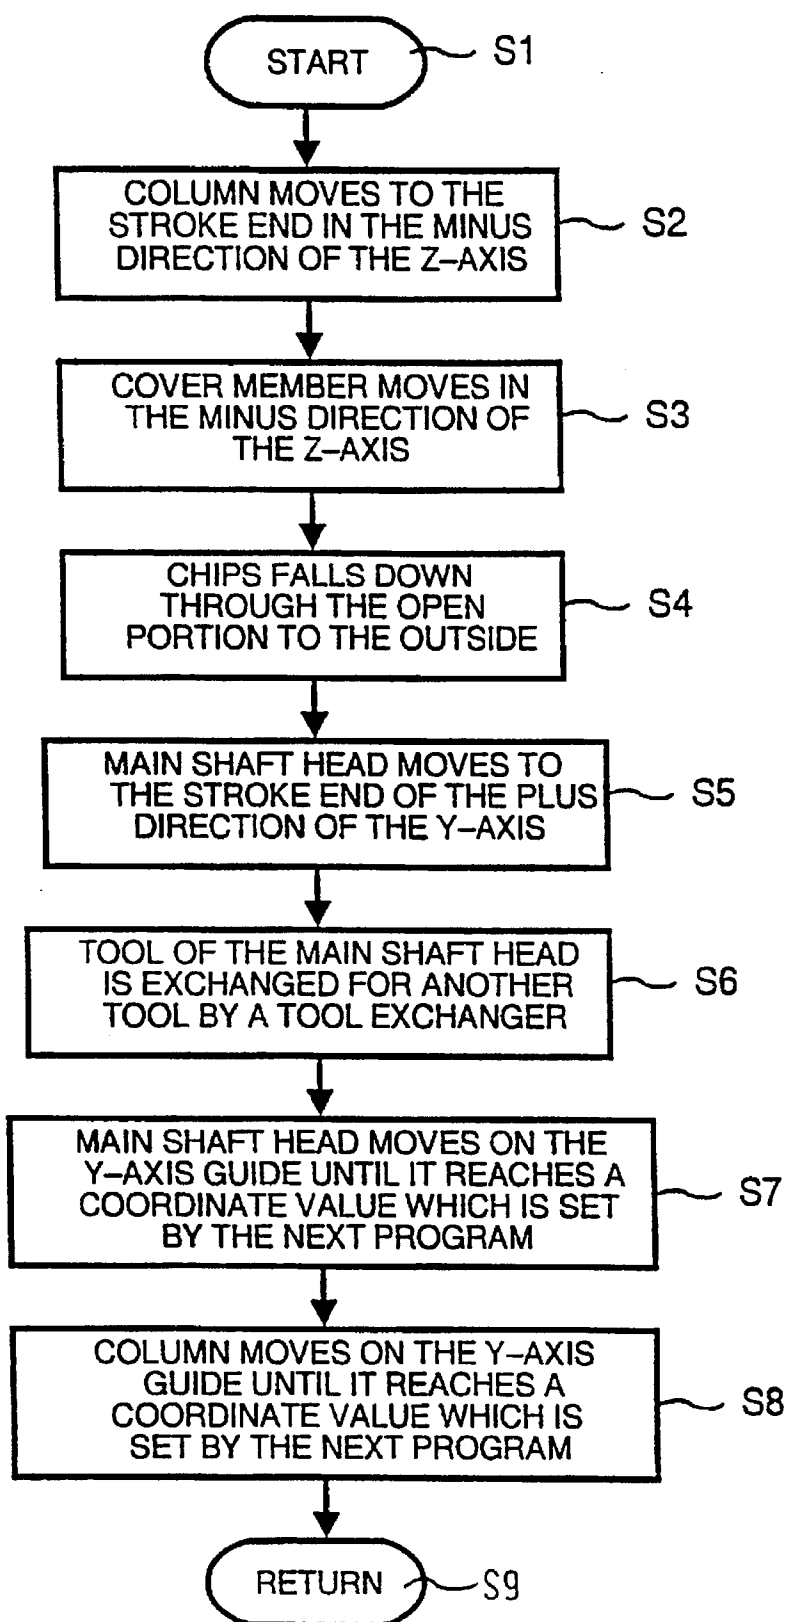 START
S1
COLUMN MOVES TO THE
STROKE END IN THE MINUS
DIRECTION OF THE Z–AXIS
S2
COVER MEMBER MOVES IN
THE MINUS DIRECTION OF
THE Z–AXIS
S3
CHIPS FALLS DOWN
THROUGH THE OPEN
PORTION TO THE OUTSIDE
S4
MAIN SHAFT HEAD MOVES TO
THE STROKE END OF THE PLUS
DIRECTION OF THE Y–AXIS
S5
TOOL OF THE MAIN SHAFT HEAD
IS EXCHANGED FOR ANOTHER
TOOL BY A TOOL EXCHANGER
S6
MAIN SHAFT HEAD MOVES ON THE
Y–AXIS GUIDE UNTIL IT REACHES A
COORDINATE VALUE WHICH IS SET
BY THE NEXT PROGRAM
S7
COLUMN MOVES ON THE Y–AXIS
GUIDE UNTIL IT REACHES A
COORDINATE VALUE WHICH IS
SET BY THE NEXT PROGRAM
S8
RETURN
S9